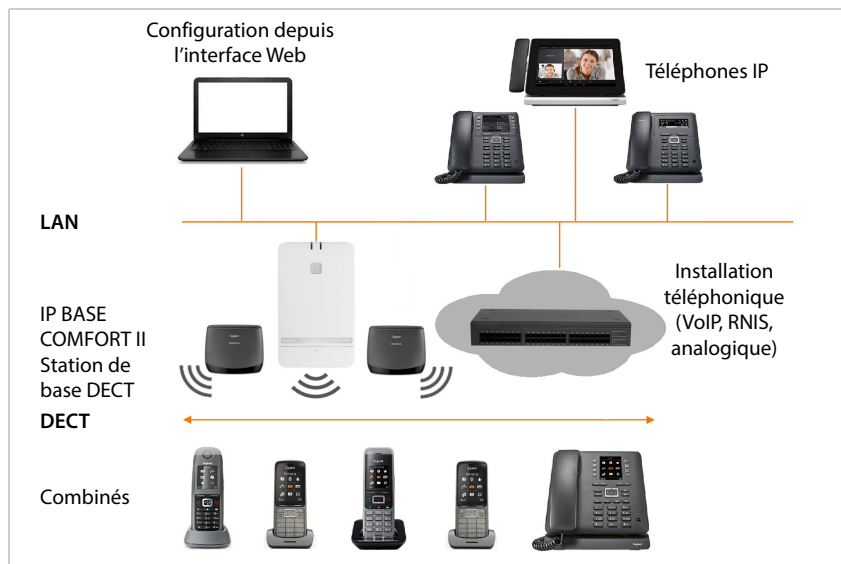 Configuration depuis
l'interface Web
Téléphones IP
LAN
IP BASE
COMFORT II
Station de
base DECT
Installation
téléphonique
(VoIP, RNIS,
analogique)
DECT
Combinés